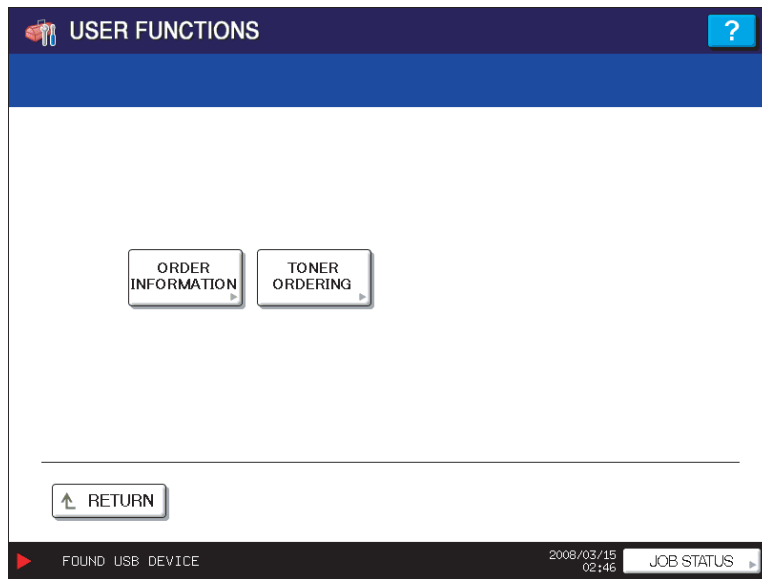 USER FUNCTIONS
?
ORDER
INFORMATION
TONER
ORDERING
RETURN
FOUND USB DEVICE
2008/03/15
02:46
JOB STATUS